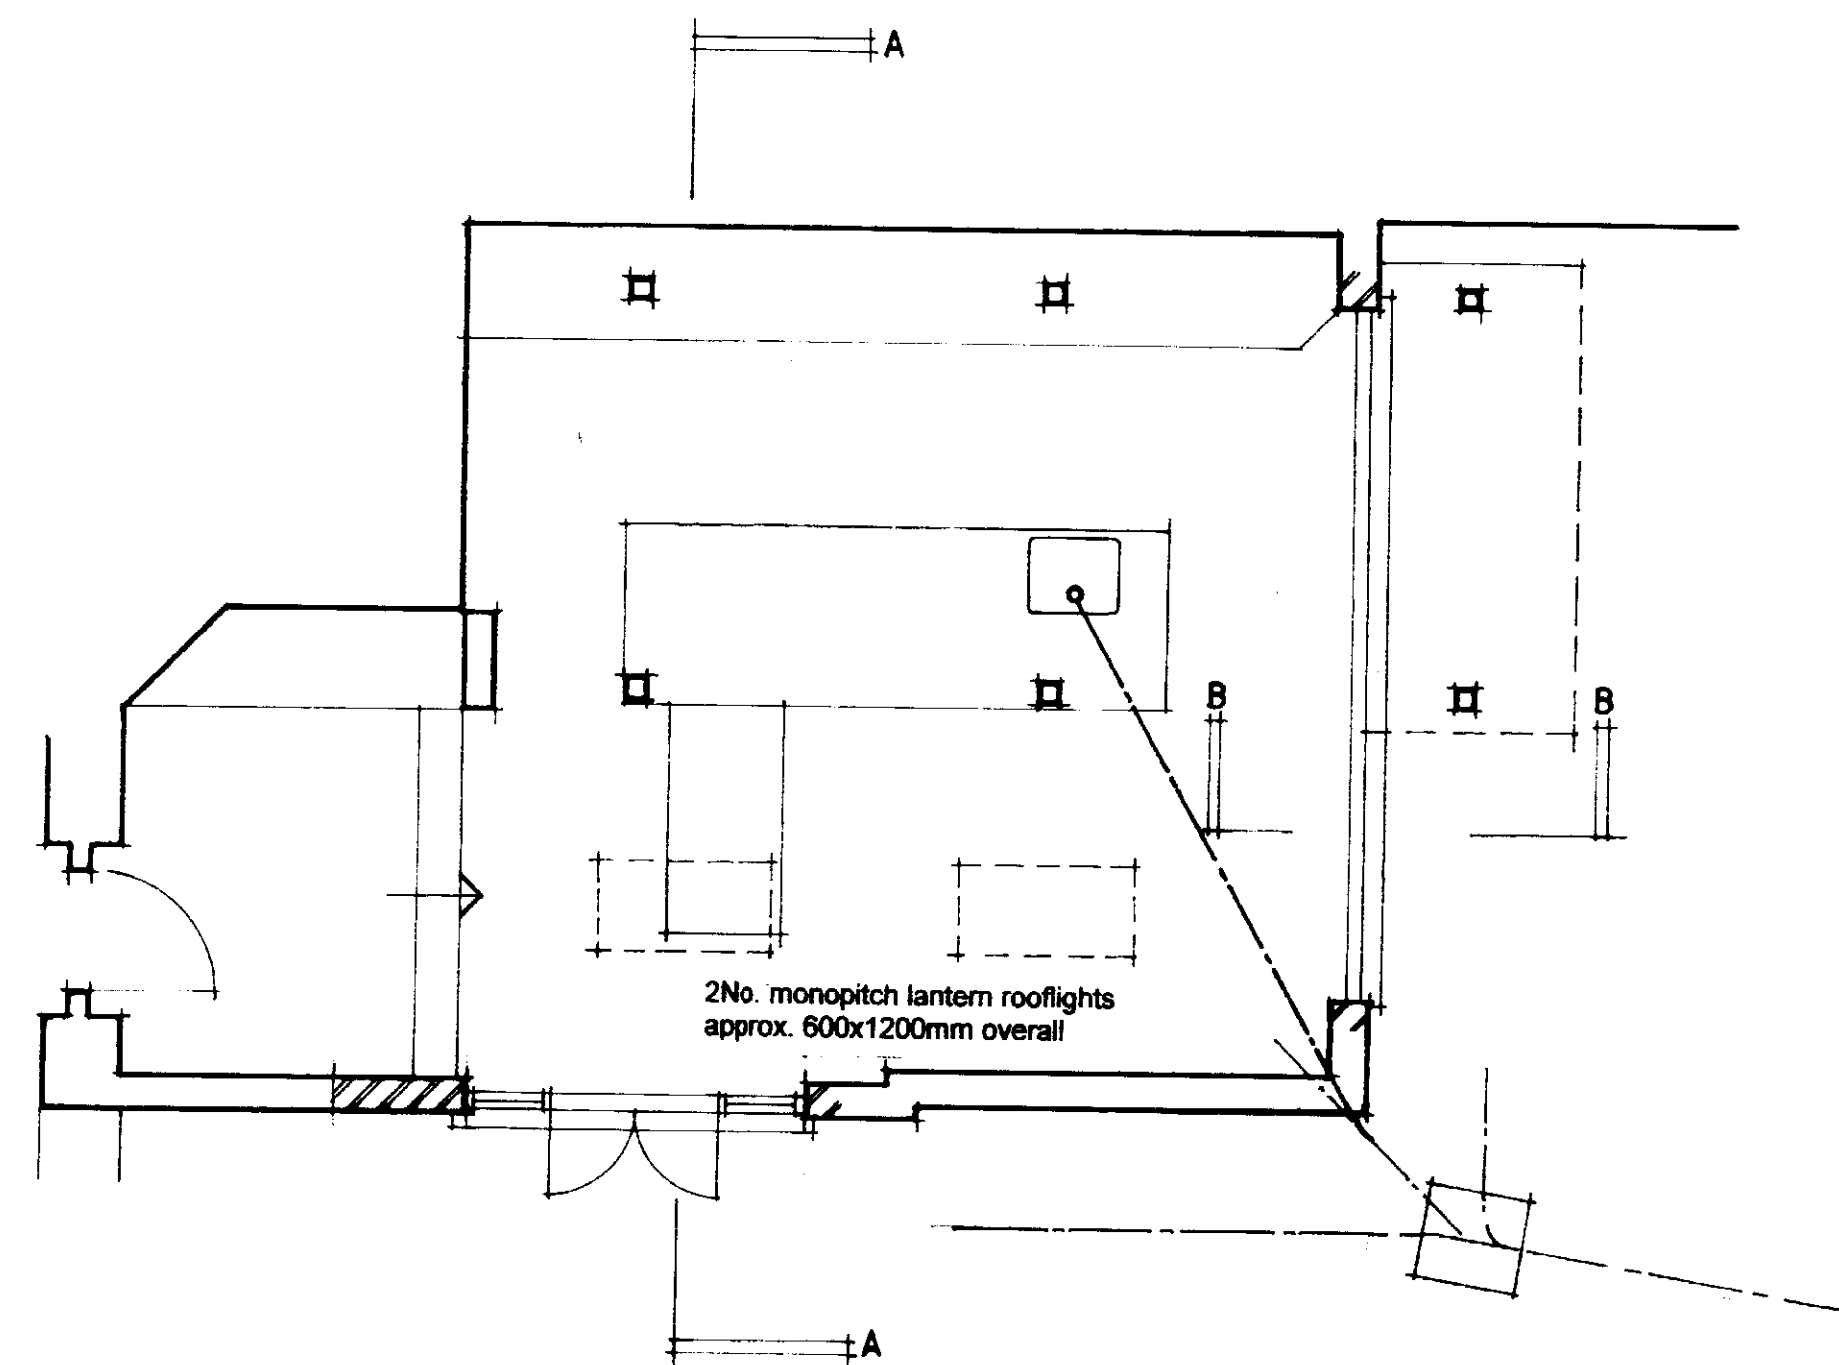 A
B
B
2No. monopitch lantern rooflights
approx. 600x1200mm overall
A